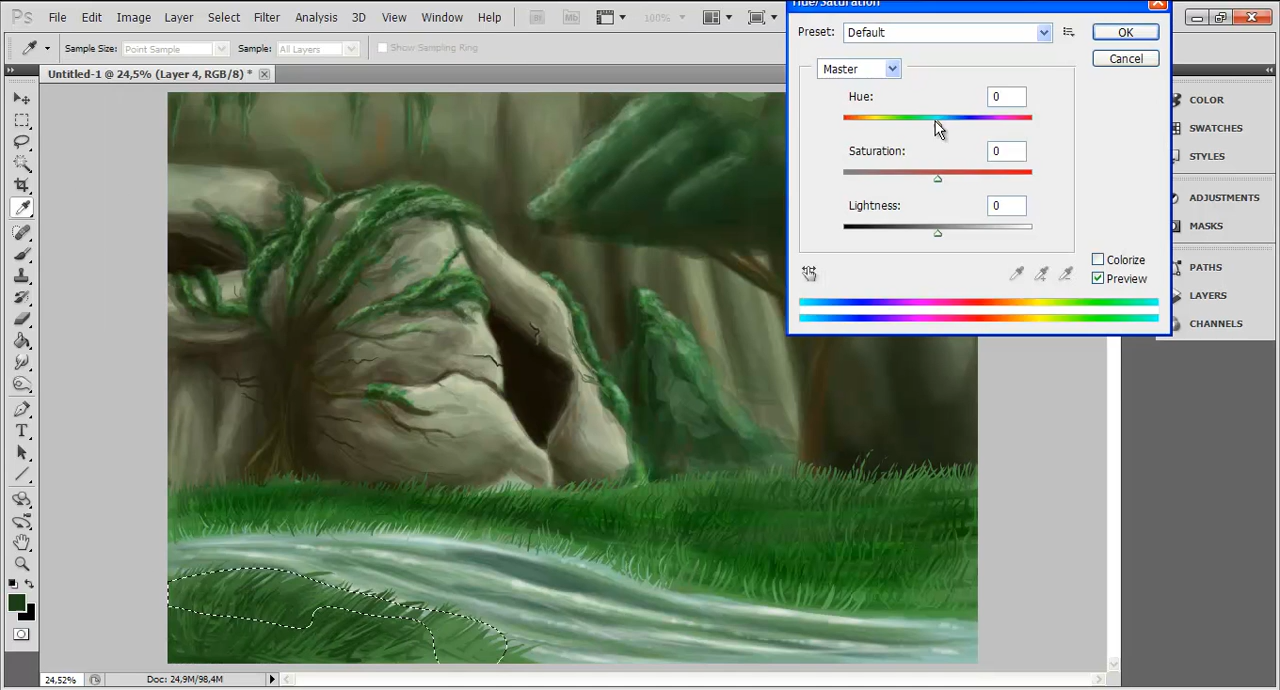 Ps File Edit Image Layer Select Filter Analysis 3D View Window Help Br Mb 100%
Sample Size: Point Sample Sample: All Layers Show Sampling Ring
Untitled-1 @ 24,5% (Layer 4, RGB/8) *
Hue/Saturation
Preset: Default OK
Cancel
Master
Hue: 0
Saturation: 0
Lightness: 0
Colorize
Preview
COLOR
SWATCHES
STYLES
ADJUSTMENTS
MASKS
PATHS
LAYERS
CHANNELS
T
24,52% Doc: 24,9M/98,4M